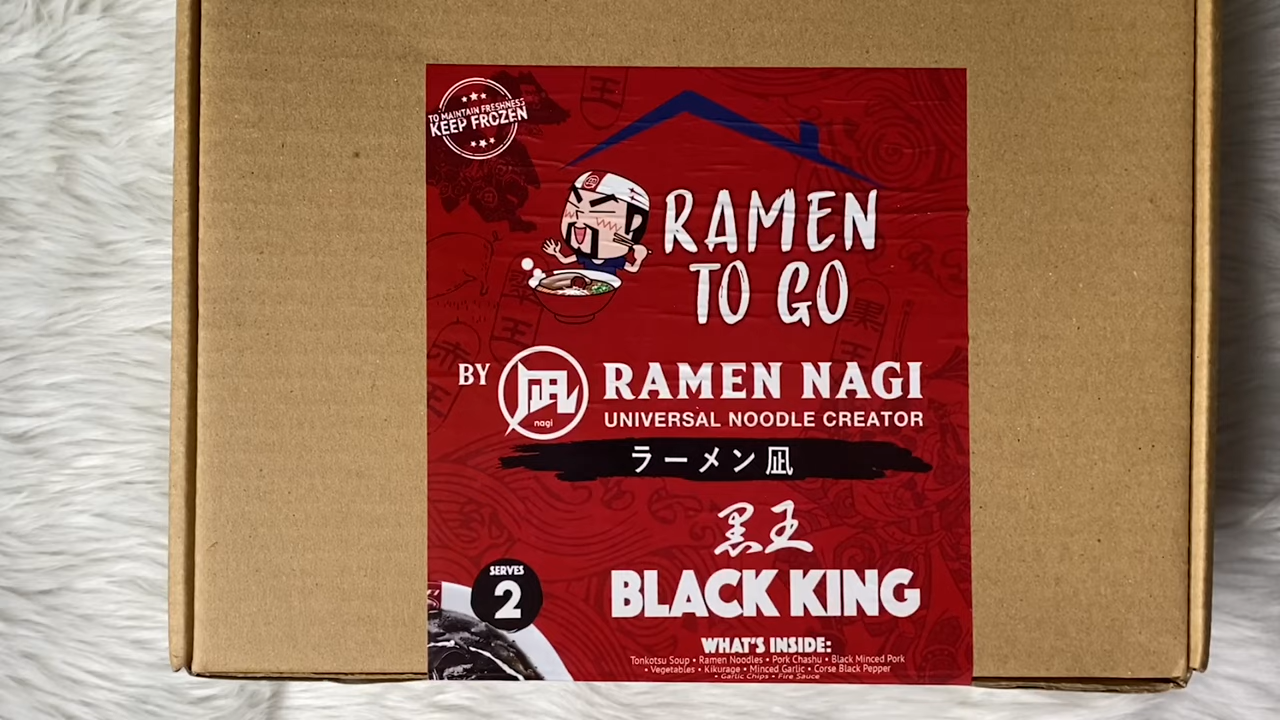 TO MAINTAIN FRESHNESS
KEEP FROZEN
RAMEN
TO GO
BY 凪 nagi RAMEN NAGI
UNIVERSAL NOODLE CREATOR
ラーメン凪
黒王
BLACK KING
SERVES
2
WHAT'S INSIDE:
Tonkotsu Soup • Ramen Noodles • Pork Chashu • Black Minced Pork
• Vegetables • Kikurage • Minced Garlic • Corse Black Pepper
• Garlic Chips • Fire Sauce